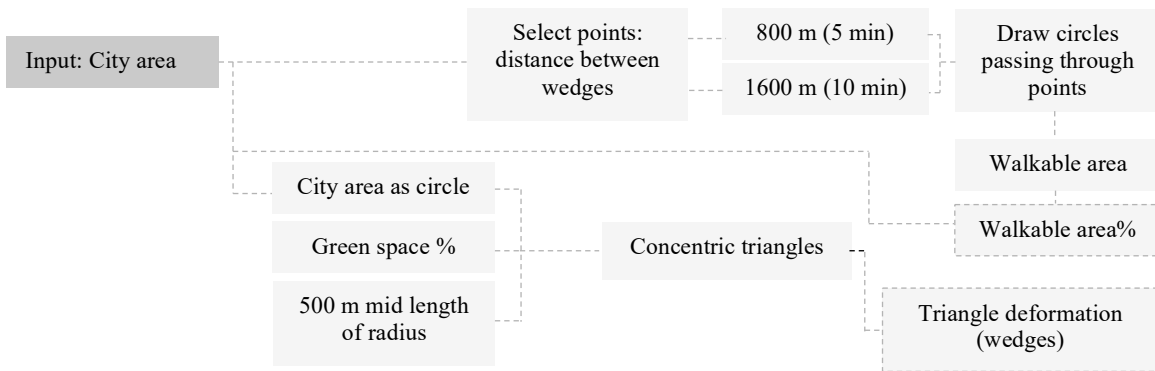 Input: City area
Select points:
distance between
wedges
800 m (5 min)
1600 m (10 min)
Draw circles
passing through
points
Walkable area
Walkable area%
City area as circle
Green space %
500 m mid length
of radius
Concentric triangles
Triangle deformation
(wedges)